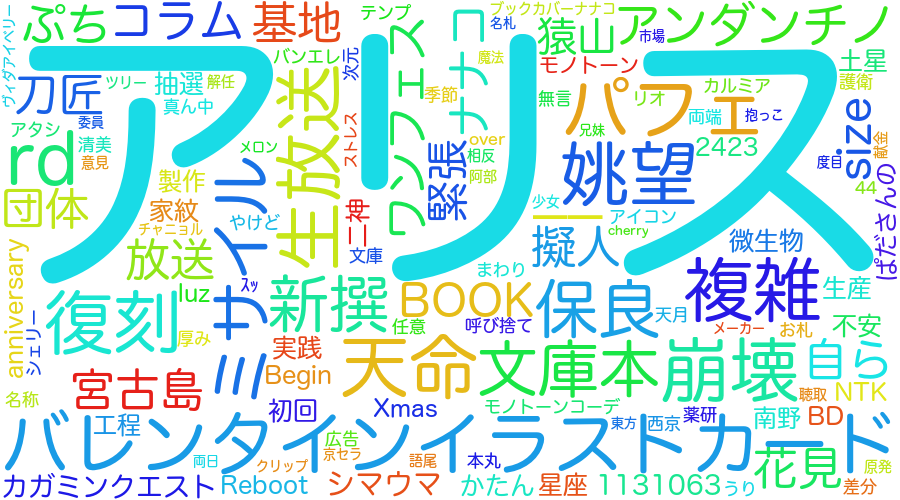 アリス
ヴィダアイベリー
ぷち
コラム
基地
テンプ
ブックカバーナナコ
名札
アンダンチノ
猿山
市場
刀匠
ツリー
抽選
解任
真ん中
バンエレ
次元
ワンフェス
ナナコ
魔法
モノトーン
土星
護衛
アタシ
委員
清美
意見
rd
メロン
生放送
ストレス
季節
無言
パフェ
リオ
カルミア
両端
抱っこ
size
献金
兄妹
over
相反
阿部
緊張
姚望
2423
度目
44
製作
団体
家紋
チャニョル
やけど
二神
文庫
少女
アイコン
cherry
擬人
微生物
ぱださんの
放送
サイル
ミ
luz
ｽｯ
anniversary
シェリー
復刻
新撰
BOOK
まわり
保良
天月
複雑
生産
厚み
実践
任意
呼び捨て
メーカー
お札
不安
天命
文庫本
崩壊
自ら
宮古島
Begin
名称
初回
Xmas
モノトーンコーデ
薬研
聴取
NTK
バレンタインイラストカード
工程
広告
京セラ
東方
西京
南野
BD
両日
クリップ
語尾
本丸
花見
原発
カガミンクエスト
Reboot
シマウマ
かたん
星座
1131063
うり
差分